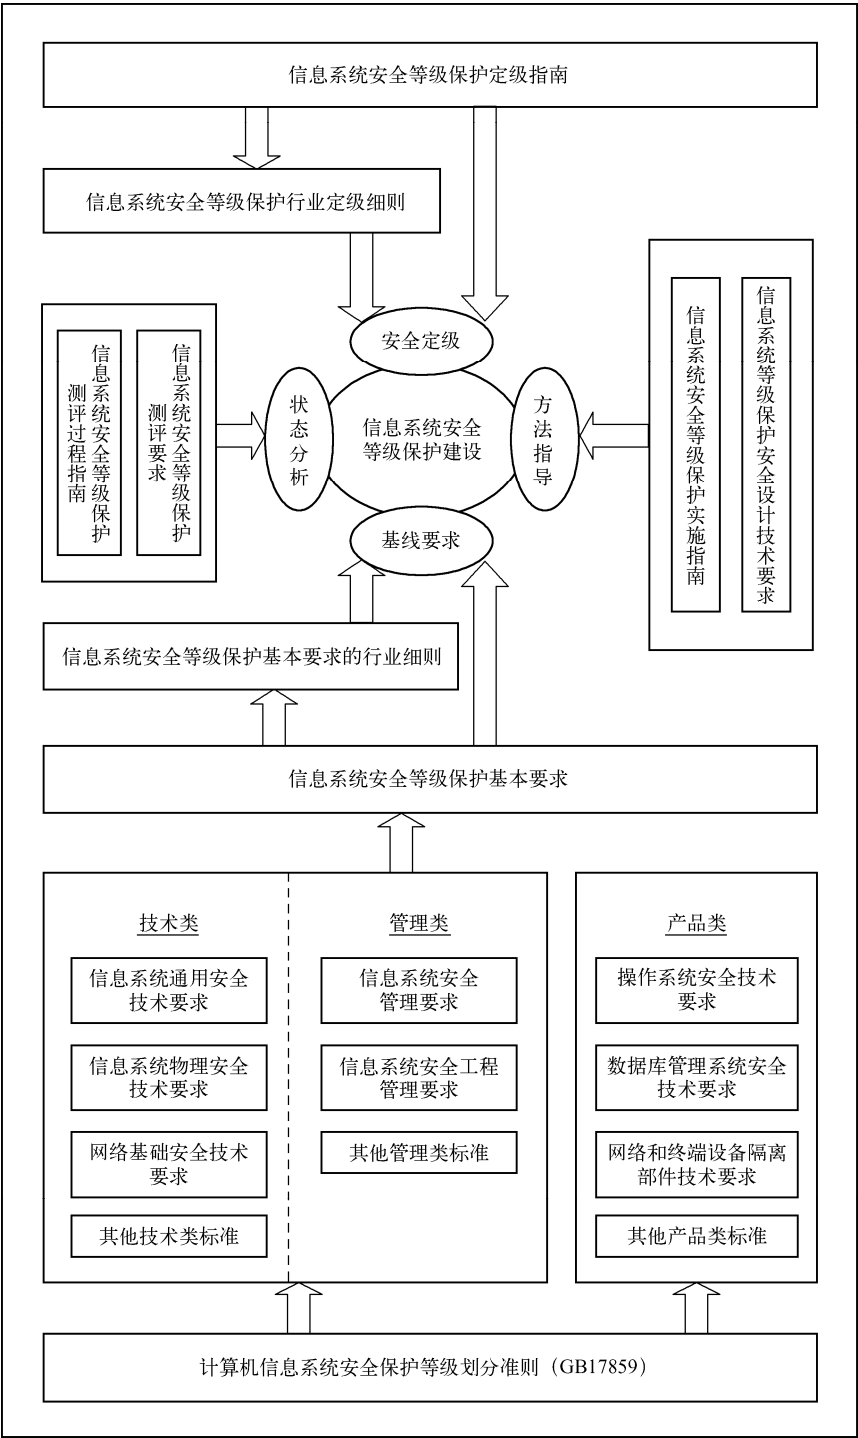 信息系统安全等级保护定级指南
信息系统安全等级保护行业定级细则
安全定级
状态分析
信息系统安全
等级保护建设
方法指导
基线要求
信息系统安全等级保护
测评过程指南
信息系统安全等级保护
测评要求
信息系统安全等级保护实施指南
信息系统等级保护安全设计技术要求
信息系统安全等级保护基本要求的行业细则
信息系统安全等级保护基本要求
技术类
信息系统通用安全
技术要求
信息系统物理安全
技术要求
网络基础安全技术
要求
其他技术类标准
管理类
信息系统安全
管理要求
信息系统安全工程
管理要求
其他管理类标准
产品类
操作系统安全技术
要求
数据库管理系统安全
技术要求
网络和终端设备隔离
部件技术要求
其他产品类标准
计算机信息系统安全保护等级划分准则（GB17859）